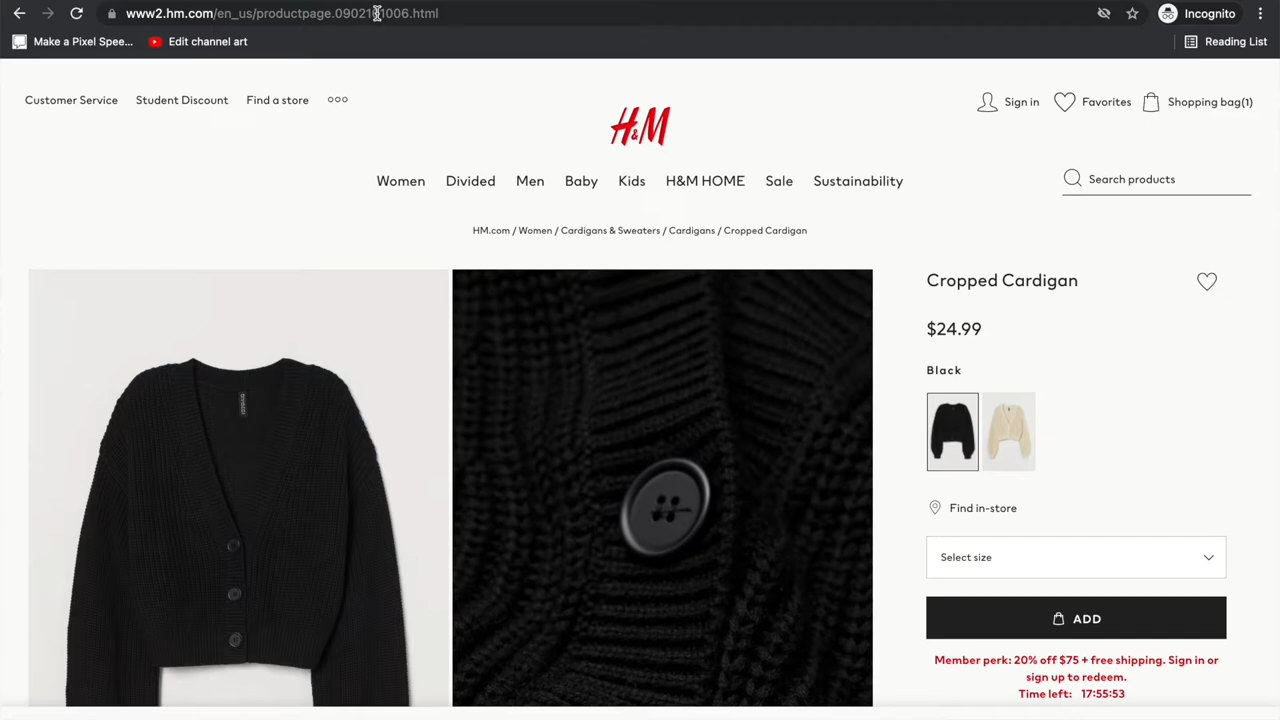 www2.hm.com/en_us/productpage.0902151006.html
Incognito
Make a Pixel Spee...
Edit channel art
Reading List
Customer Service
Student Discount
Find a store
H&M
Sign in
Favorites
Shopping bag(1)
Women
Divided
Men
Baby
Kids
H&M HOME
Sale
Sustainability
Search products
HM.com / Women / Cardigans & Sweaters / Cardigans / Cropped Cardigan
Cropped Cardigan
$24.99
Black
Find in-store
Select size
ADD
Member perk: 20% off $75 + free shipping. Sign in or
sign up to redeem.
Time left: 17:55:53